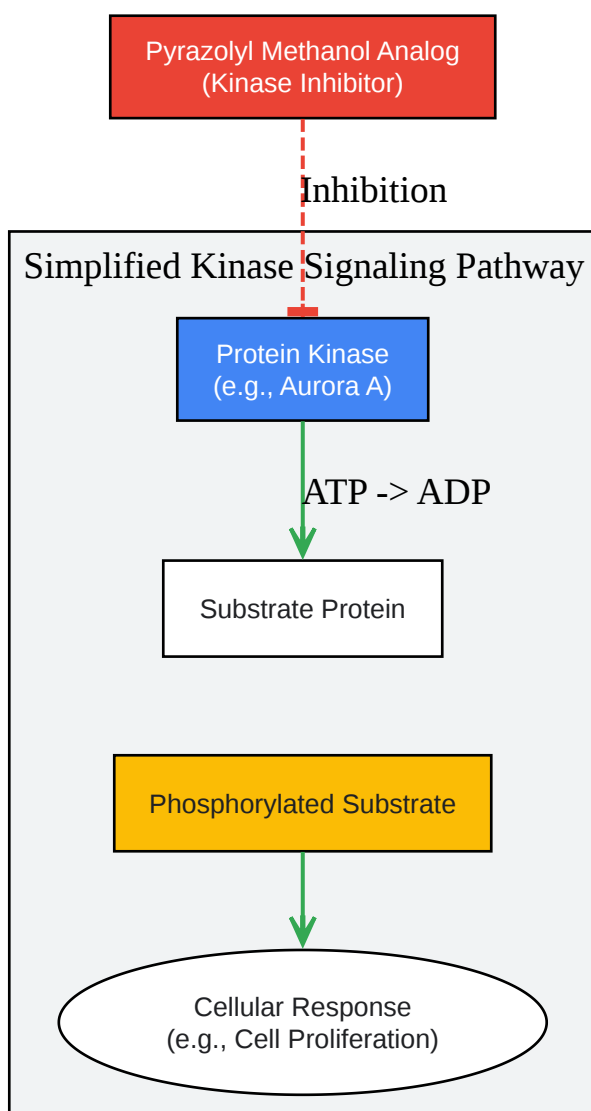 Pyrazolyl Methanol Analog
(Kinase Inhibitor)
Inhibition
Simplified Kinase Signaling Pathway
Protein Kinase
(e.g., Aurora A)
ATP -> ADP
Substrate Protein
Phosphorylated Substrate
Cellular Response
(e.g., Cell Proliferation)